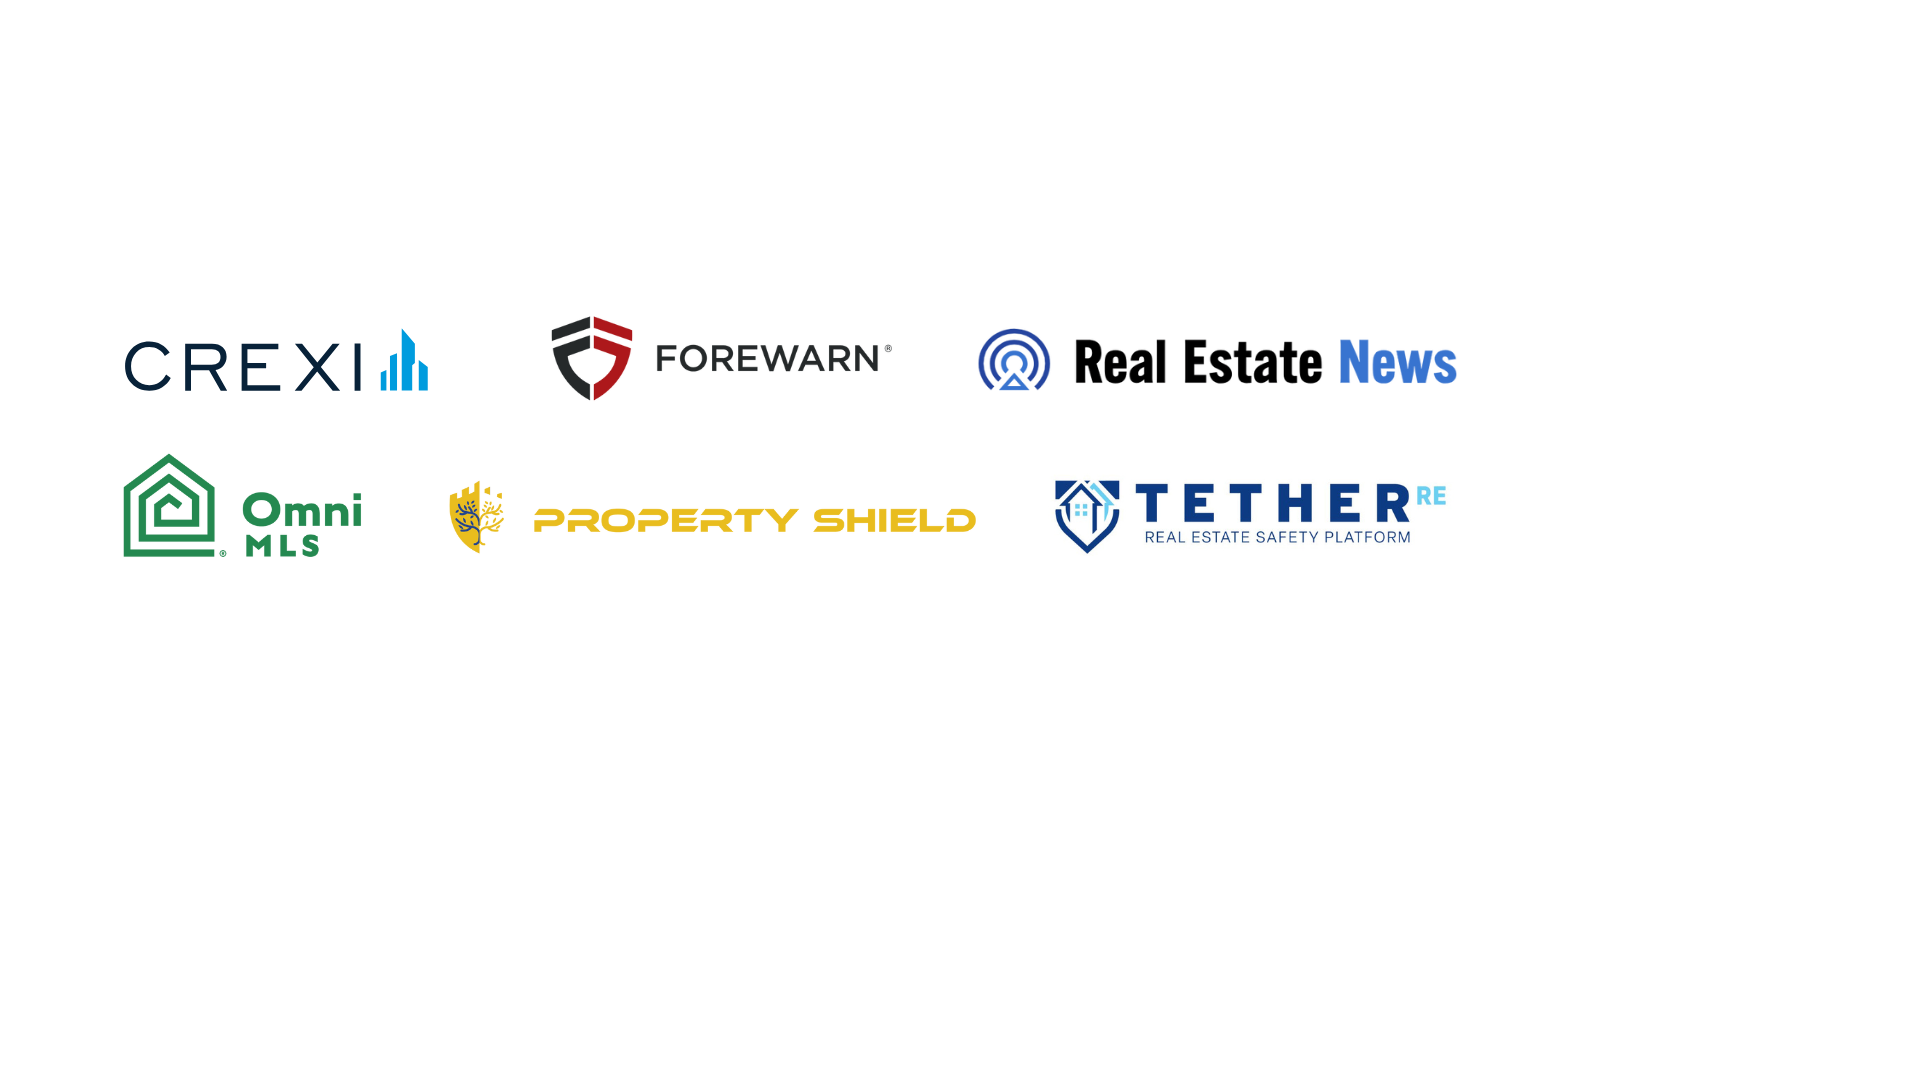 CREXI
FOREWARN®
Real Estate News
Omni
MLS ®
PROPERTY SHIELD
TETHER RE
REAL ESTATE SAFETY PLATFORM